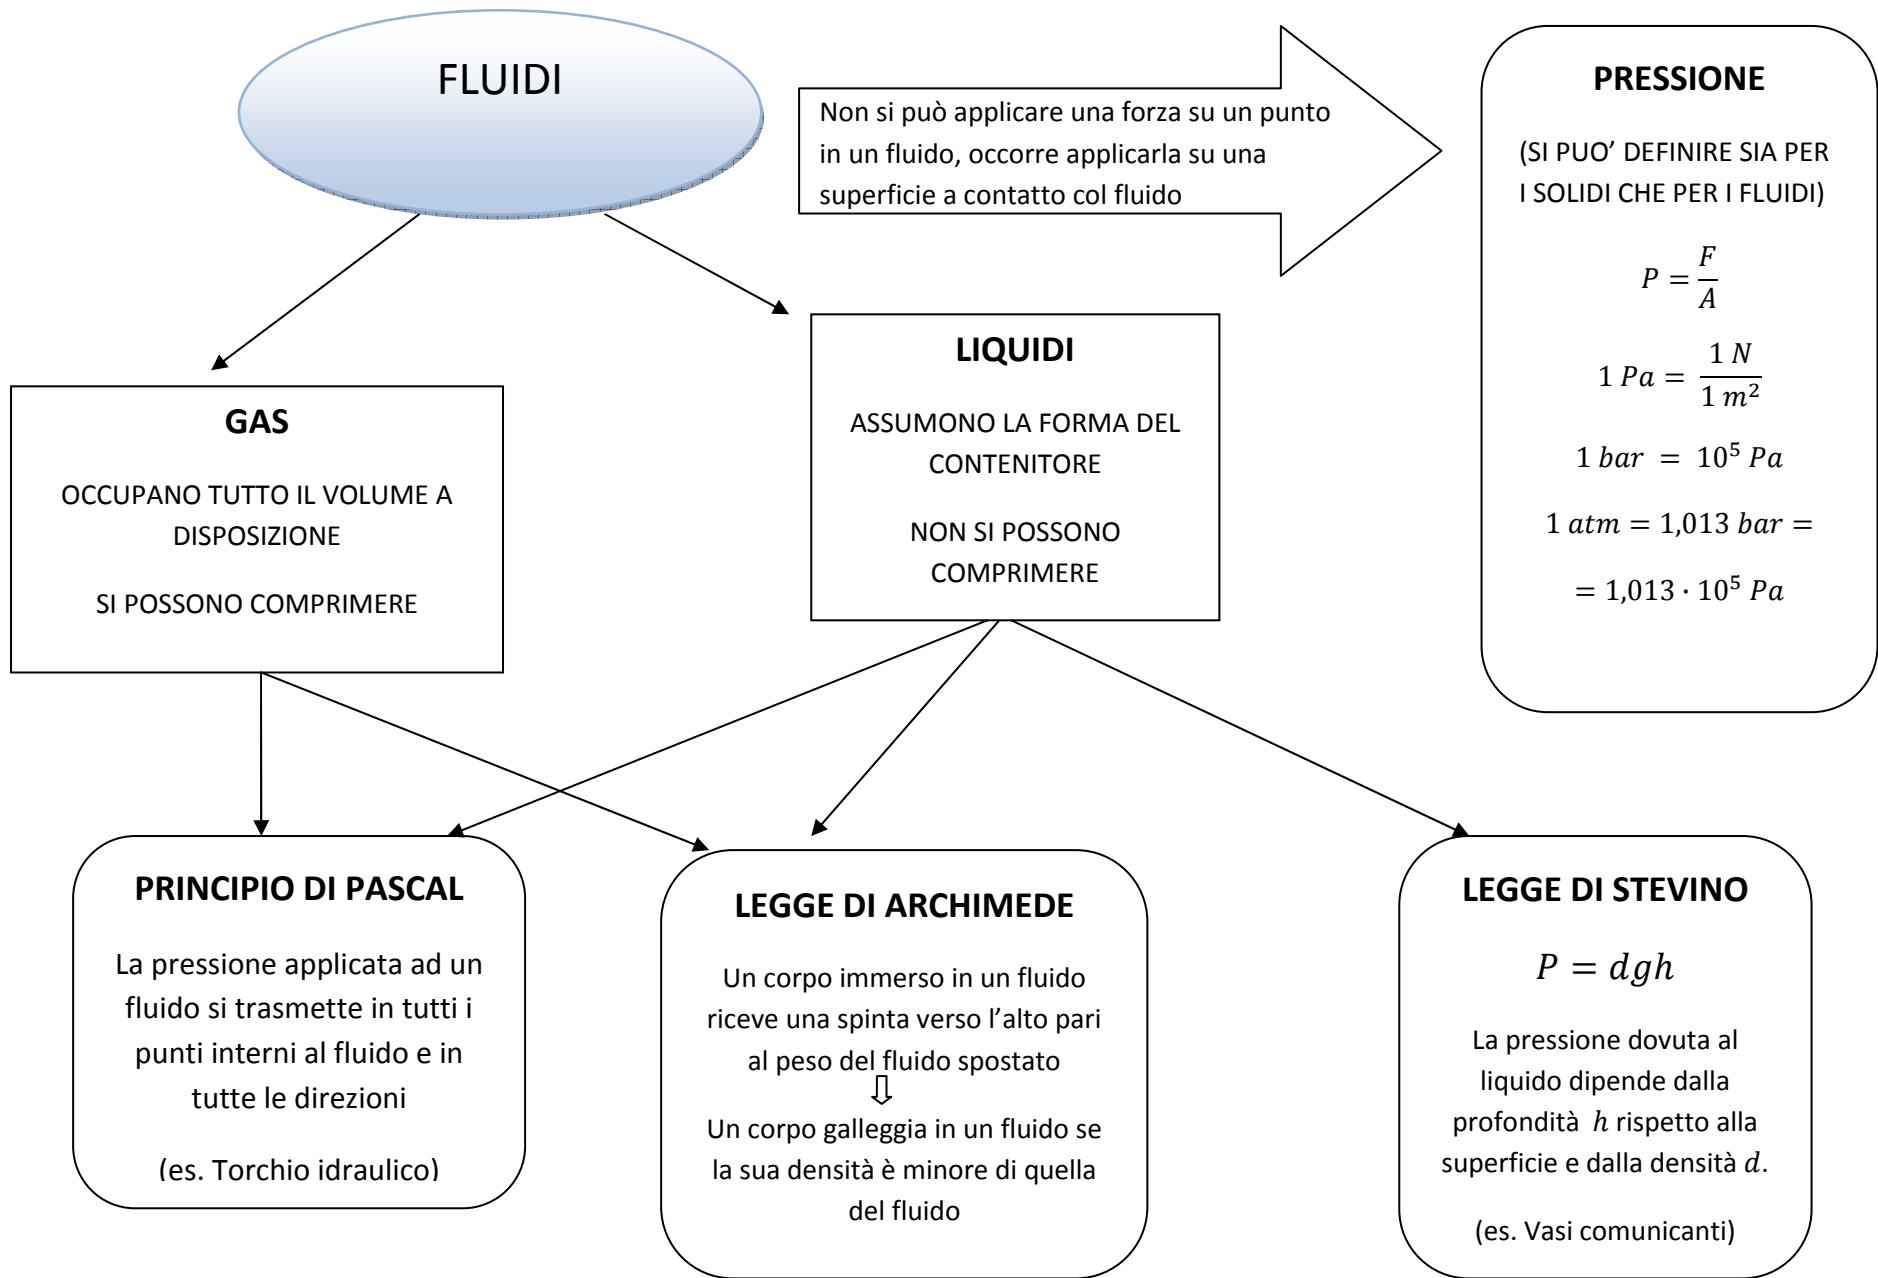 FLUIDI
Non si può applicare una forza su un punto
in un fluido, occorre applicarla su una
superficie a contatto col fluido
PRESSIONE
(SI PUO’ DEFINIRE SIA PER
I SOLIDI CHE PER I FLUIDI)
P = F/A
1 Pa = 1 N/1 m²
1 bar = 10⁵ Pa
1 atm = 1,013 bar =
= 1,013 · 10⁵ Pa
GAS
OCCUPANO TUTTO IL VOLUME A
DISPOSIZIONE
SI POSSONO COMPRIMERE
LIQUIDI
ASSUMONO LA FORMA DEL
CONTENITORE
NON SI POSSONO
COMPRIMERE
PRINCIPIO DI PASCAL
La pressione applicata ad un
fluido si trasmette in tutti i
punti interni al fluido e in
tutte le direzioni
(es. Torchio idraulico)
LEGGE DI ARCHIMEDE
Un corpo immerso in un fluido
riceve una spinta verso l’alto pari
al peso del fluido spostato
Un corpo galleggia in un fluido se
la sua densità è minore di quella
del fluido
LEGGE DI STEVINO
P = dgh
La pressione dovuta al
liquido dipende dalla
profondità h rispetto alla
superficie e dalla densità d.
(es. Vasi comunicanti)